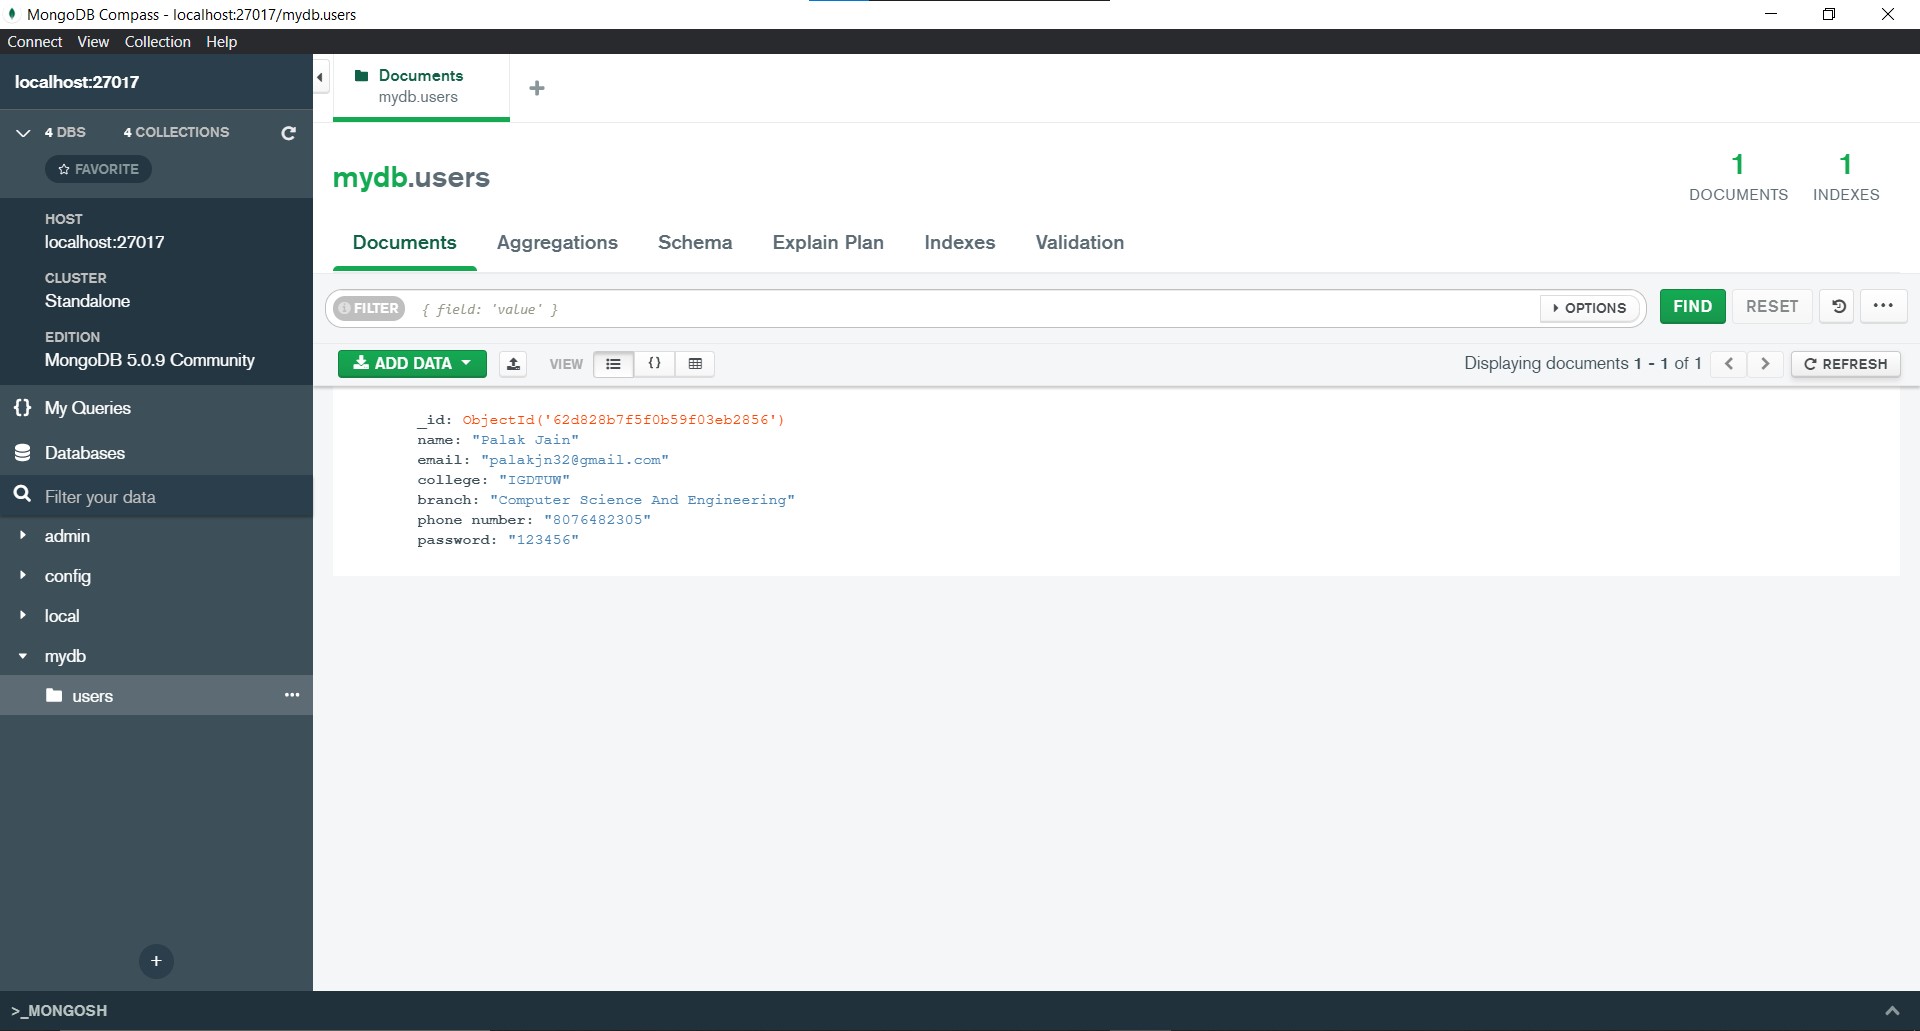 MongoDB Compass - localhost:27017/mydb.users
Connect View Collection Help
localhost:27017
4 DBS 4 COLLECTIONS
FAVORITE
HOST
localhost:27017
CLUSTER
Standalone
EDITION
MongoDB 5.0.9 Community
{} My Queries
Databases
Filter your data
admin
config
local
mydb
users
>_MONGOSH
Documents
mydb.users
mydb.users
1 DOCUMENTS
1 INDEXES
Documents Aggregations Schema Explain Plan Indexes Validation
FILTER { field: 'value' } OPTIONS FIND RESET
ADD DATA VIEW {} Displaying documents 1 - 1 of 1 REFRESH
_id: ObjectId('62d828b7f5f0b59f03eb2856')
name: "Palak Jain"
email: "palakjn32@gmail.com"
college: "IGDTUW"
branch: "Computer Science And Engineering"
phone number: "8076482305"
password: "123456"